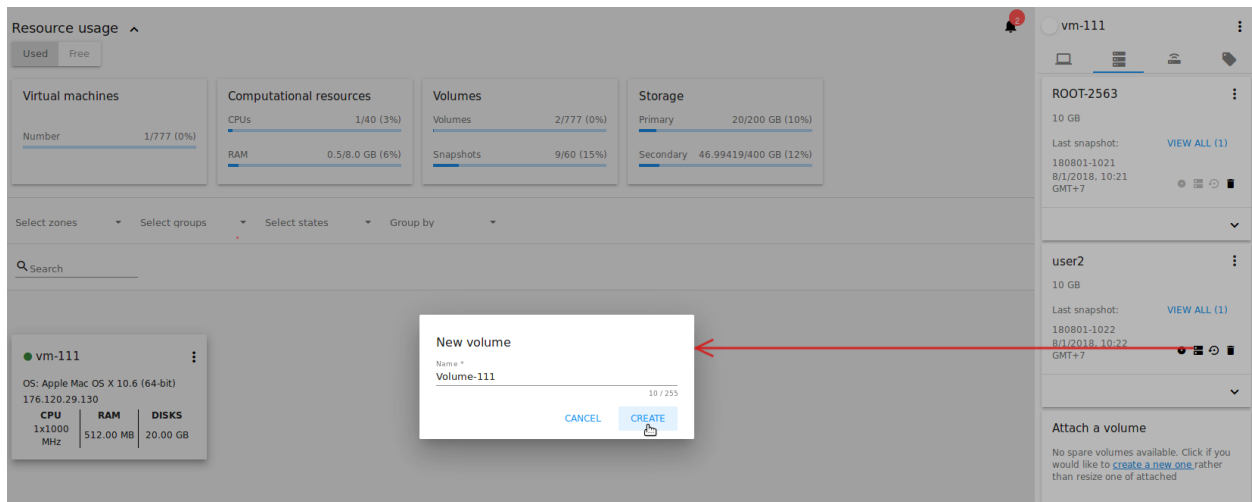 Resource usage
2
Used Free
Virtual machines
Number 1/777 (0%)
Computational resources
CPUs 1/40 (3%)
RAM 0.5/8.0 GB (6%)
Volumes
Volumes 2/777 (0%)
Snapshots 9/60 (15%)
Storage
Primary 20/200 GB (10%)
Secondary 46.99419/400 GB (12%)
Select zones Select groups Select states Group by
Search
vm-111
OS: Apple Mac OS X 10.6 (64-bit)
176.120.29.130
CPU RAM DISKS
1x1000 MHz 512.00 MB 20.00 GB
New volume
Name *
Volume-111
10 / 255
CANCEL CREATE
vm-111
ROOT-2563
10 GB
Last snapshot: VIEW ALL (1)
180801-1021
8/1/2018, 10:21
GMT+7
user2
10 GB
Last snapshot: VIEW ALL (1)
180801-1022
8/1/2018, 10:22
GMT+7
Attach a volume
No spare volumes available. Click if you
would like to create a new one rather
than resize one of attached